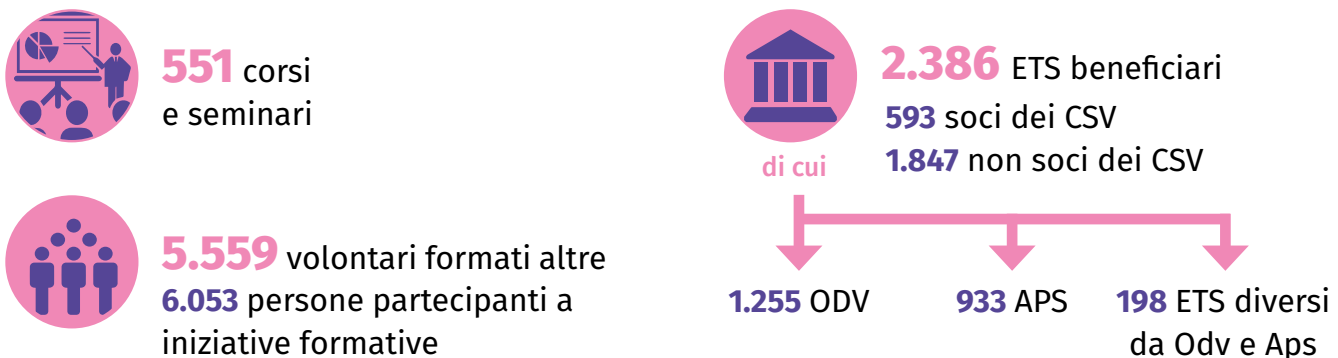 551 corsi
e seminari
5.559 volontari formati altre
6.053 persone partecipanti a
iniziative formative
2.386 ETS beneficiari
593 soci dei CSV
1.847 non soci dei CSV
di cui
1.255 ODV
933 APS
198 ETS diversi
da Odv e Aps